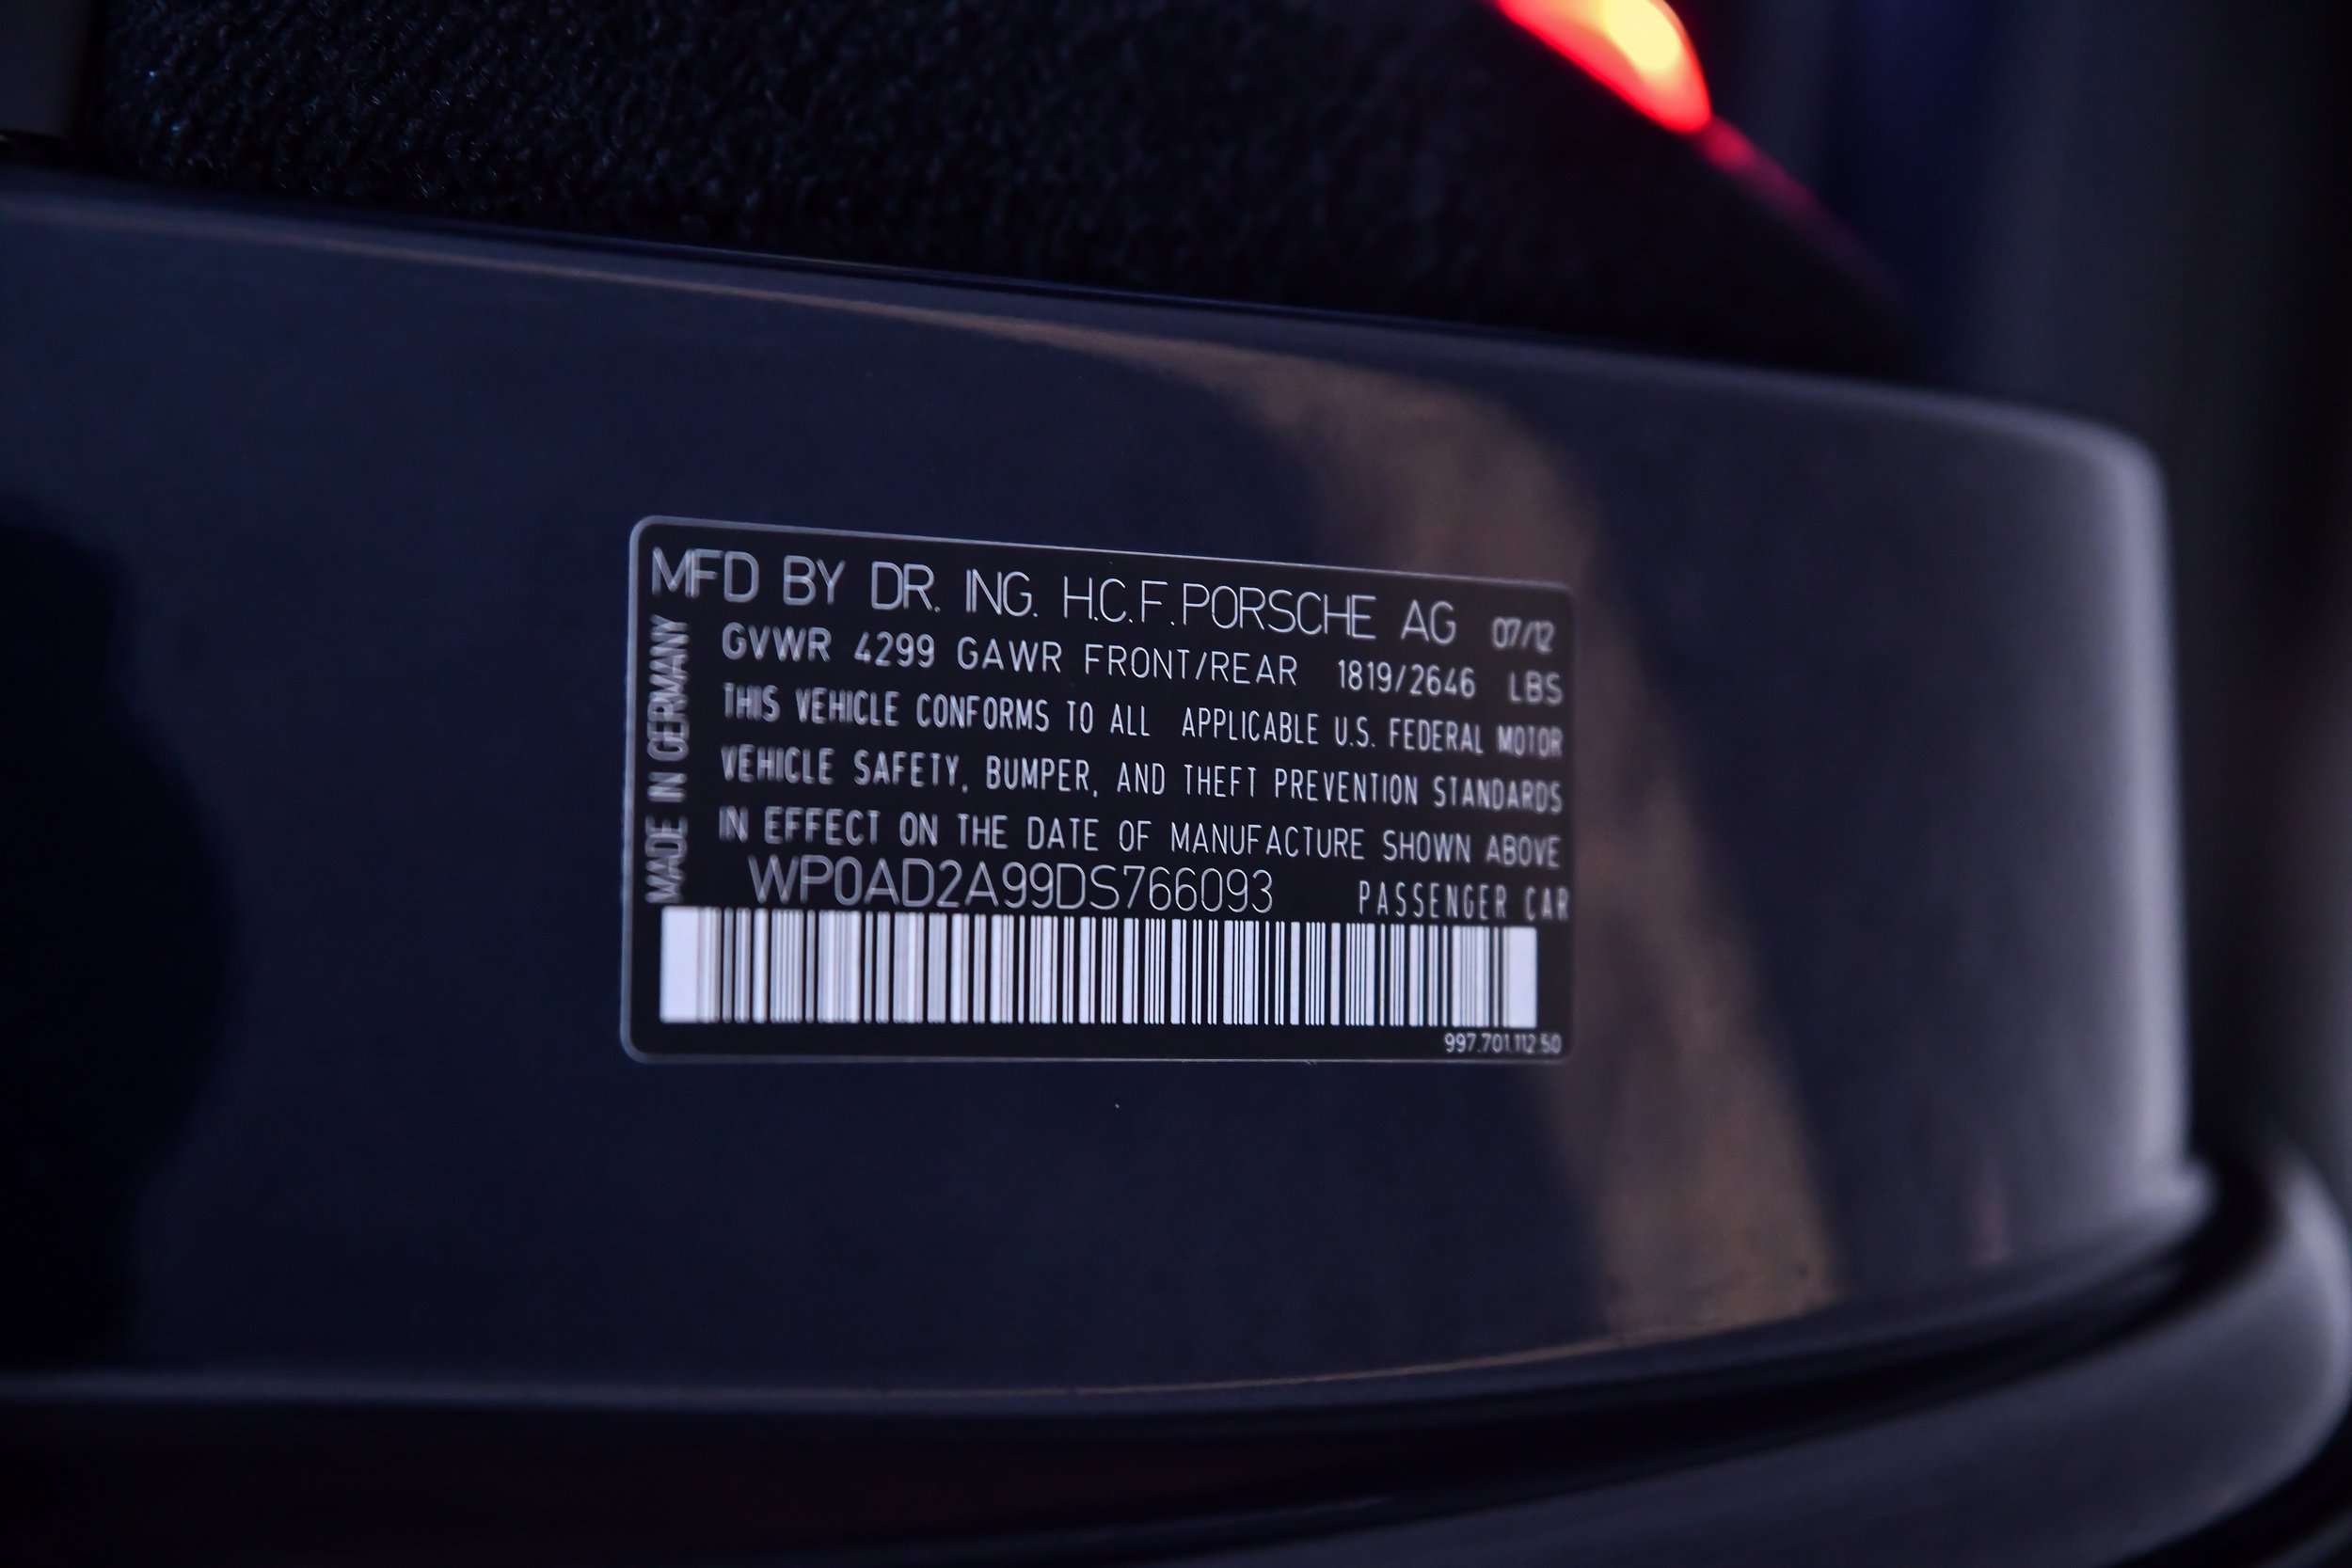 MFD BY DR. ING. H.C.F.PORSCHE AG 07/12
GVWR 4299 GAWR FRONT/REAR 1819/2646 LBS
THIS VEHICLE CONFORMS TO ALL APPLICABLE U.S. FEDERAL MOTOR
VEHICLE SAFETY, BUMPER, AND THEFT PREVENTION STANDARDS
IN EFFECT ON THE DATE OF MANUFACTURE SHOWN ABOVE
WP0AD2A99DS766093 PASSENGER CAR
997.701.112.50
MADE IN GERMANY